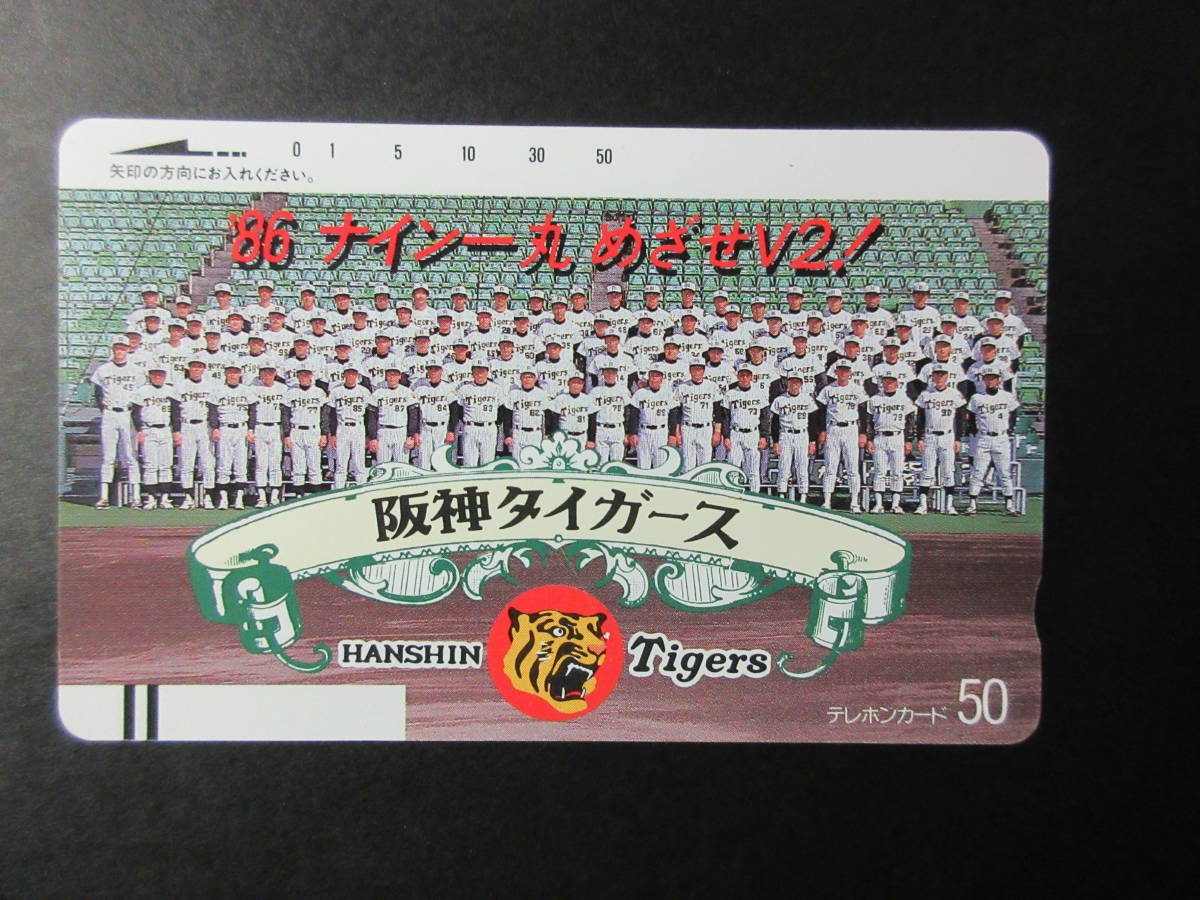 0 1 5 10 30 50
矢印の方向にお入れください。
'86 ナイン一丸 めざせV2!
阪神タイガース
HANSHIN Tigers
テレホンカード 50